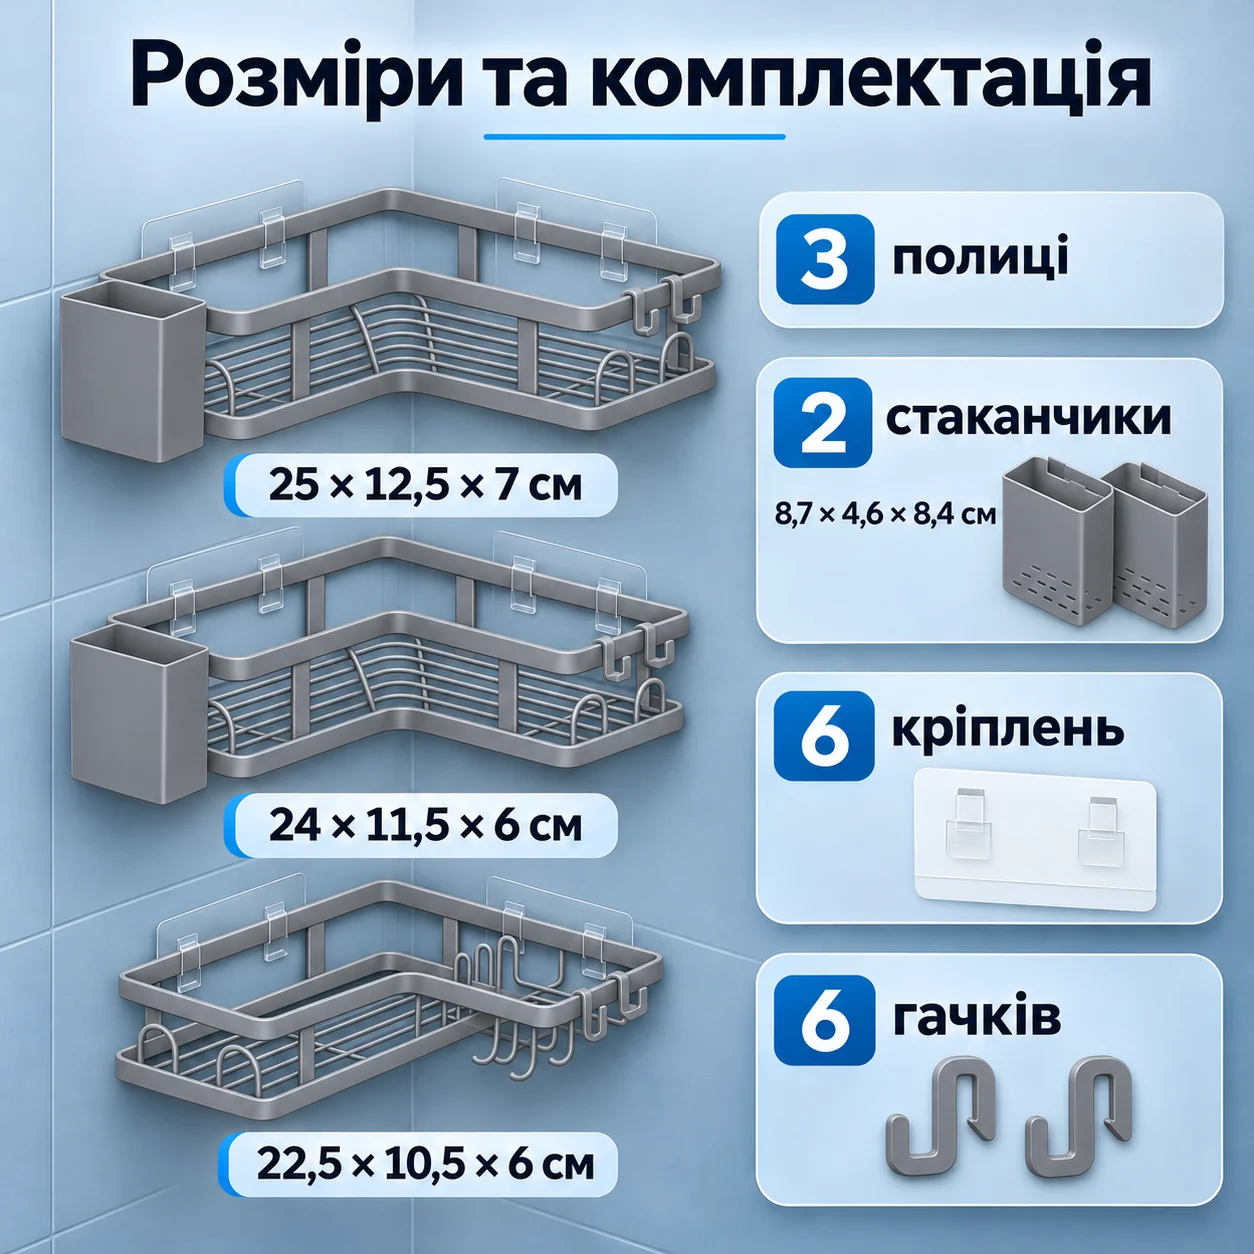 Розміри та комплектація
25 × 12,5 × 7 см
24 × 11,5 × 6 см
22,5 × 10,5 × 6 см
3 полиці
2 стаканчики
8,7 × 4,6 × 8,4 см
6 кріплень
6 гачків